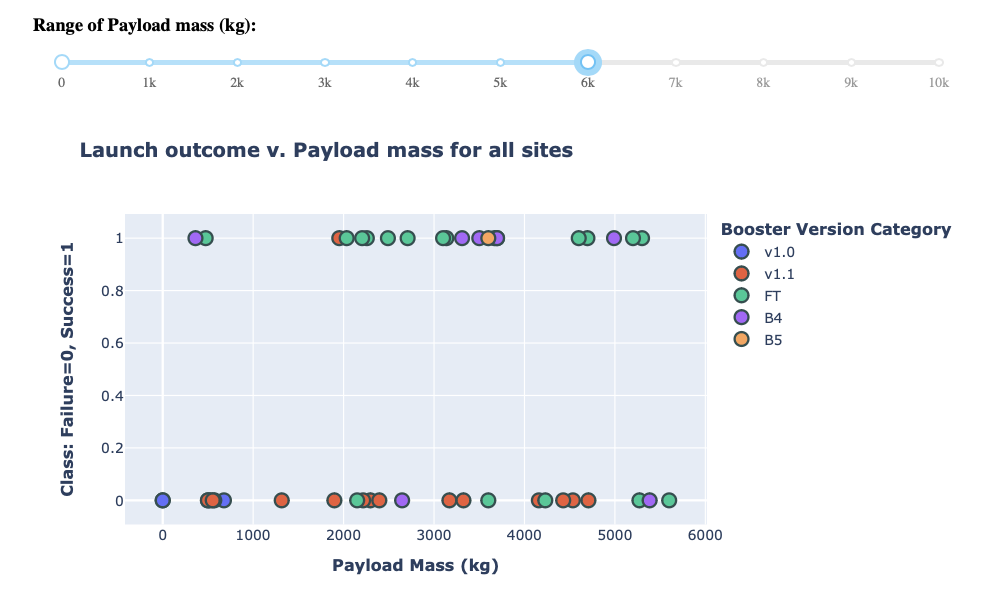 Range of Payload mass (kg):
0 1k 2k 3k 4k 5k 6k 7k 8k 9k 10k
Launch outcome v. Payload mass for all sites
Class: Failure=0, Success=1
1
0.8
0.6
0.4
0.2
0
0 1000 2000 3000 4000 5000 6000
Payload Mass (kg)
Booster Version Category
v1.0
v1.1
FT
B4
B5